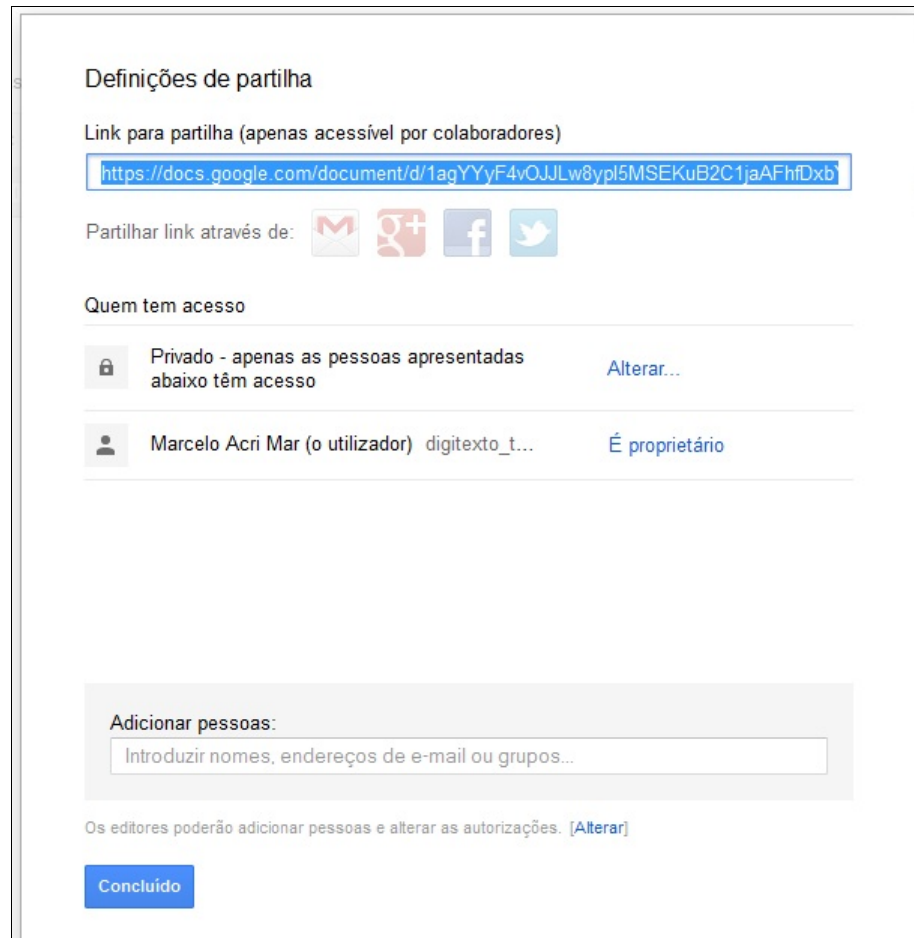 Definições de partilha
Link para partilha (apenas acessível por colaboradores)
https://docs.google.com/document/d/1agYYyF4vOJJLw8ypI5MSEKuB2C1jaAFhfDxbY
Partilhar link através de:
Quem tem acesso
Privado - apenas as pessoas apresentadas
abaixo têm acesso
Alterar...
Marcelo Acri Mar (o utilizador) digitexto_t...
É proprietário
Adicionar pessoas:
Introduzir nomes, endereços de e-mail ou grupos...
Os editores poderão adicionar pessoas e alterar as autorizações. [Alterar]
Concluído